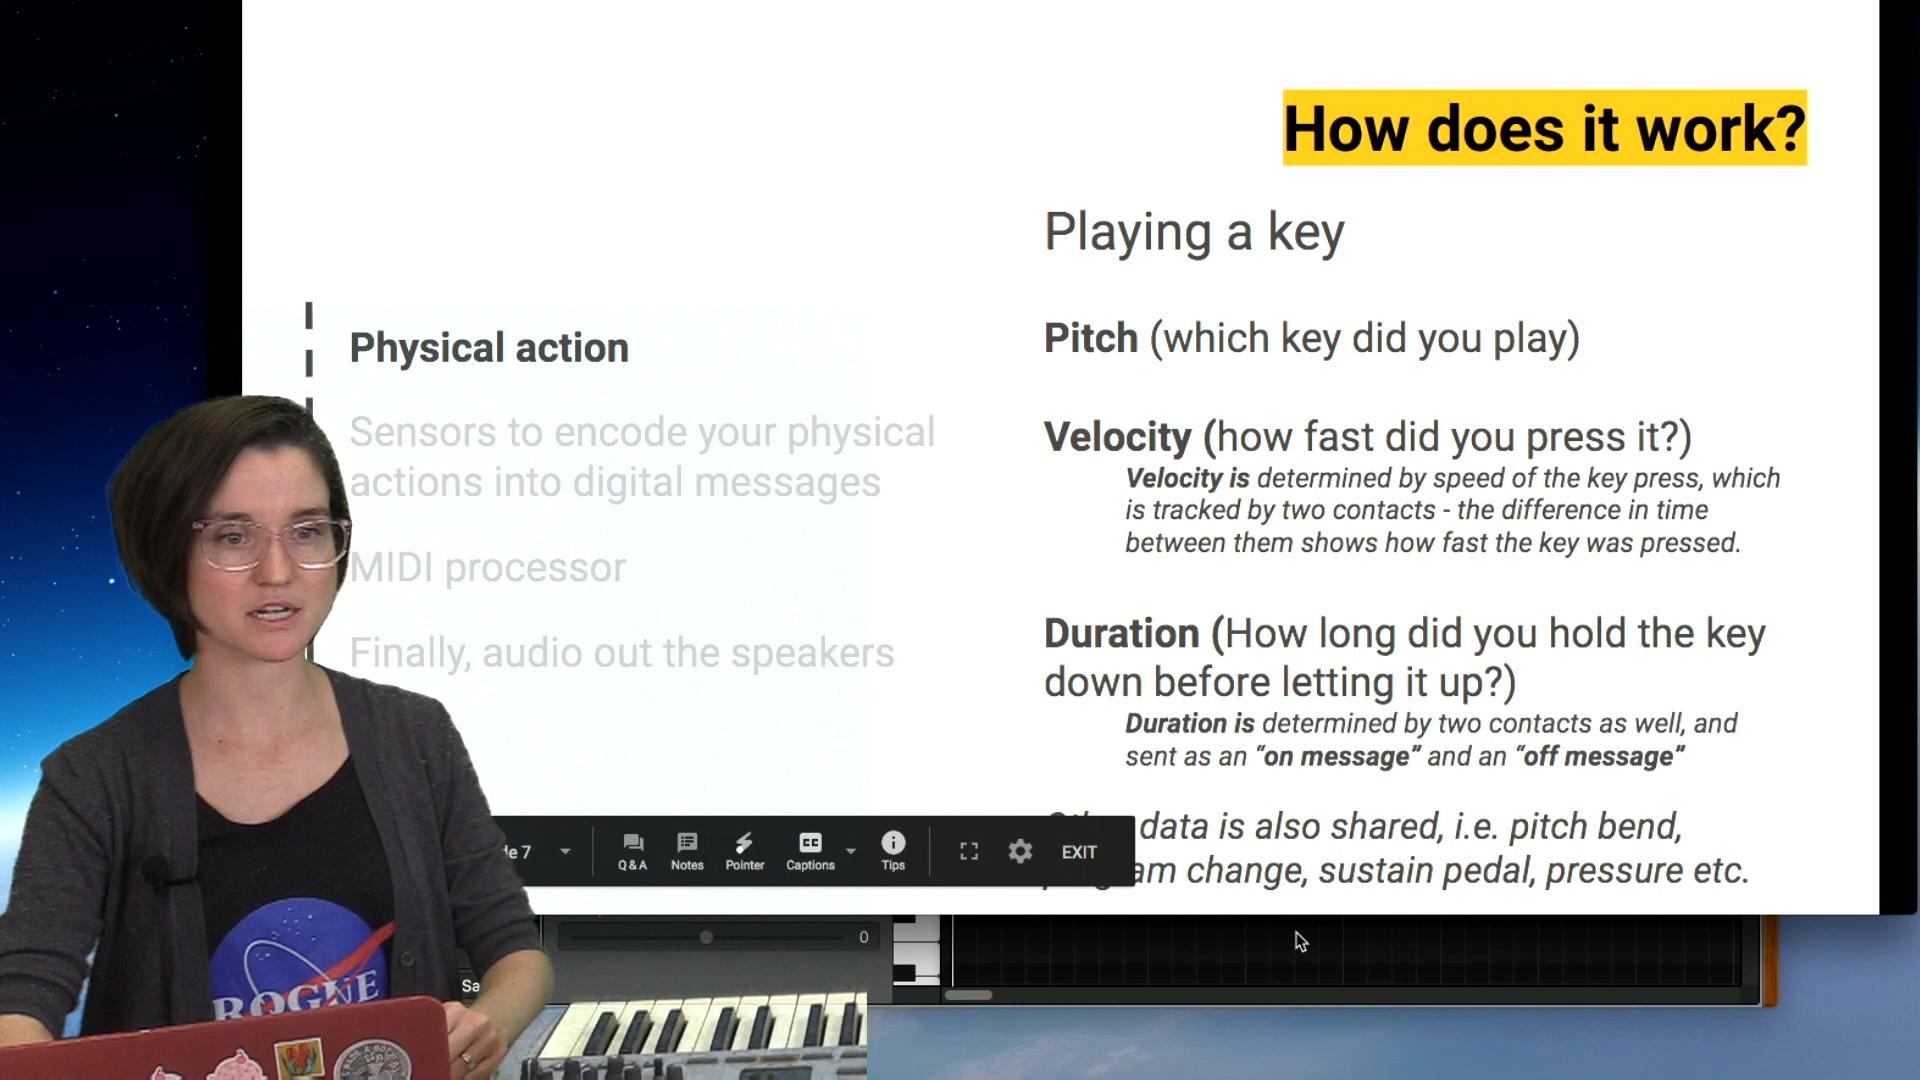 How does it work?
Playing a key
Physical action
Sensors to encode your physical
actions into digital messages
MIDI processor
Finally, audio out the speakers
Pitch (which key did you play)
Velocity (how fast did you press it?)
Velocity is determined by speed of the key press, which
is tracked by two contacts - the difference in time
between them shows how fast the key was pressed.
Duration (How long did you hold the key
down before letting it up?)
Duration is determined by two contacts as well, and
sent as an “on message” and an “off message”
data is also shared, i.e. pitch bend,
change, sustain pedal, pressure etc.
7
Q & A
Notes
Pointer
CC
Captions
Tips
EXIT
0
ROGUE